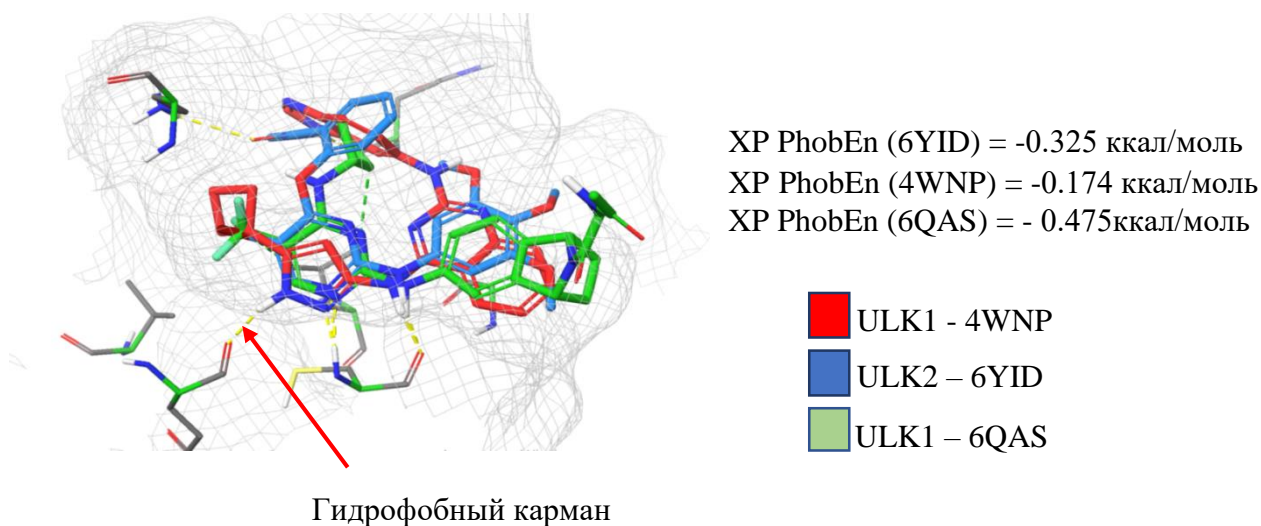 XP PhobEn (6YID) = -0.325 ккал/моль
XP PhobEn (4WNP) = -0.174 ккал/моль
XP PhobEn (6QAS) = - 0.475ккал/моль
ULK1 - 4WNP
ULK2 – 6YID
ULK1 – 6QAS
Гидрофобный карман